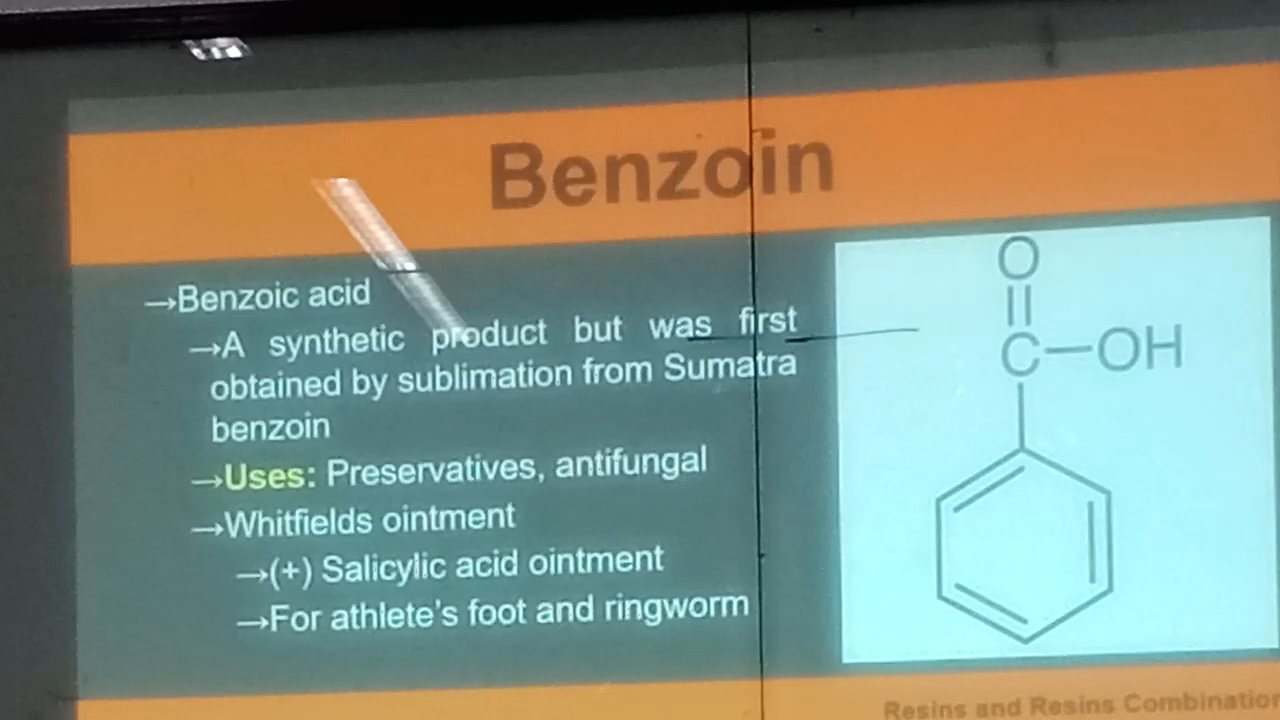 Benzoin
→Benzoic acid
→A synthetic product but was first
obtained by sublimation from Sumatra
benzoin
→Uses: Preservatives, antifungal
→Whitfields ointment
→(+) Salicylic acid ointment
→For athlete's foot and ringworm
O
C–OH
Resins and Resins Combination